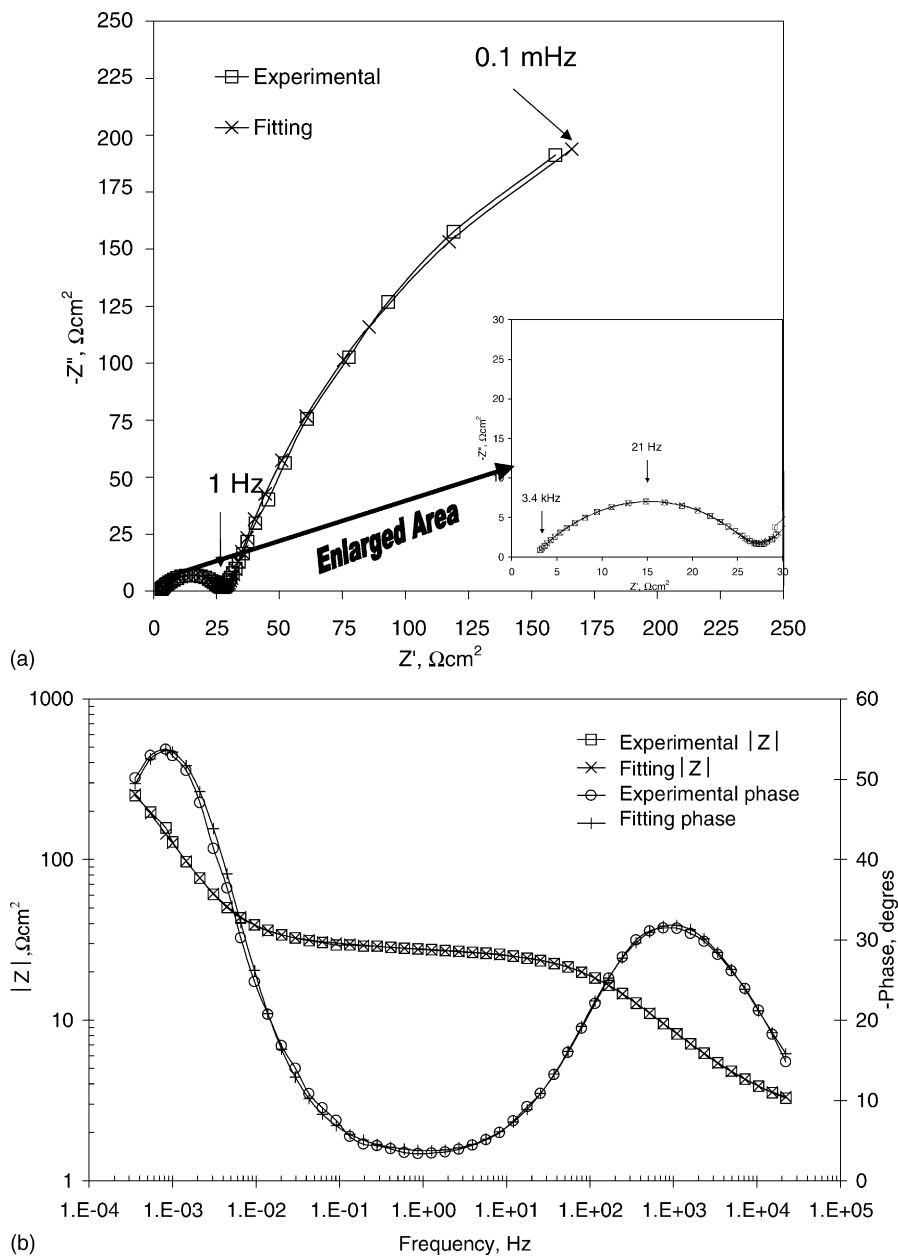 250
225
200
175
150
125
100
75
50
25
0
-Z", Ωcm²
Experimental
Fitting
0.1 mHz
1 Hz
Enlarged Area
30
25
20
15
10
5
0
-Z", Ωcm²
3.4 kHz
21 Hz
0 5 10 15 20 25 30
Z', Ωcm²
0 25 50 75 100 125 150 175 200 225 250
Z', Ωcm²
(a)
1000
100
10
1
|Z|,Ωcm²
Experimental |Z|
Fitting |Z|
Experimental phase
Fitting phase
60
50
40
30
20
10
0
-Phase, degres
1.E-04 1.E-03 1.E-02 1.E-01 1.E+00 1.E+01 1.E+02 1.E+03 1.E+04 1.E+05
Frequency, Hz
(b)